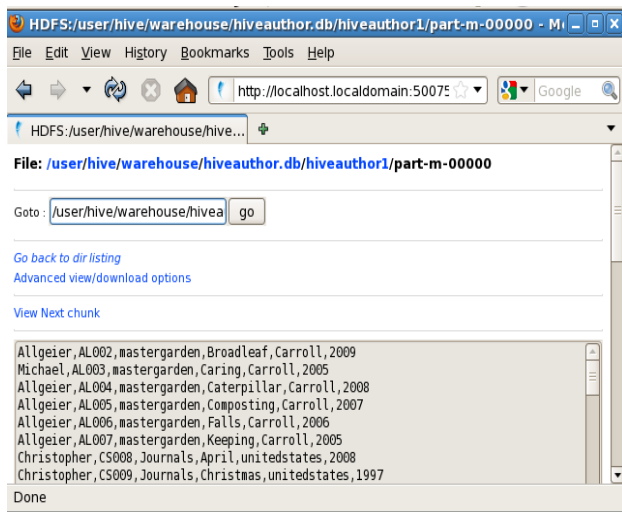 HDFS:/user/hive/warehouse/hiveauthor.db/hiveauthor1/part-m-00000 - M
File Edit View History Bookmarks Tools Help
http://localhost.localdomain:5007 Google
HDFS:/user/hive/warehouse/hive...
File: /user/hive/warehouse/hiveauthor.db/hiveauthor1/part-m-00000
Goto : /user/hive/warehouse/hivea go
Go back to dir listing
Advanced view/download options
View Next chunk
Allgeier,AL002,mastergarden,Broadleaf,Carroll,2009
Michael,AL003,mastergarden,Caring,Carroll,2005
Allgeier,AL004,mastergarden,Caterpillar,Carroll,2008
Allgeier,AL005,mastergarden,Composting,Carroll,2007
Allgeier,AL006,mastergarden,Falls,Carroll,2006
Allgeier,AL007,mastergarden,Keeping,Carroll,2005
Christopher,CS008,Journals,April,unitedstates,2008
Christopher,CS009,Journals,Christmas,unitedstates,1997
Done